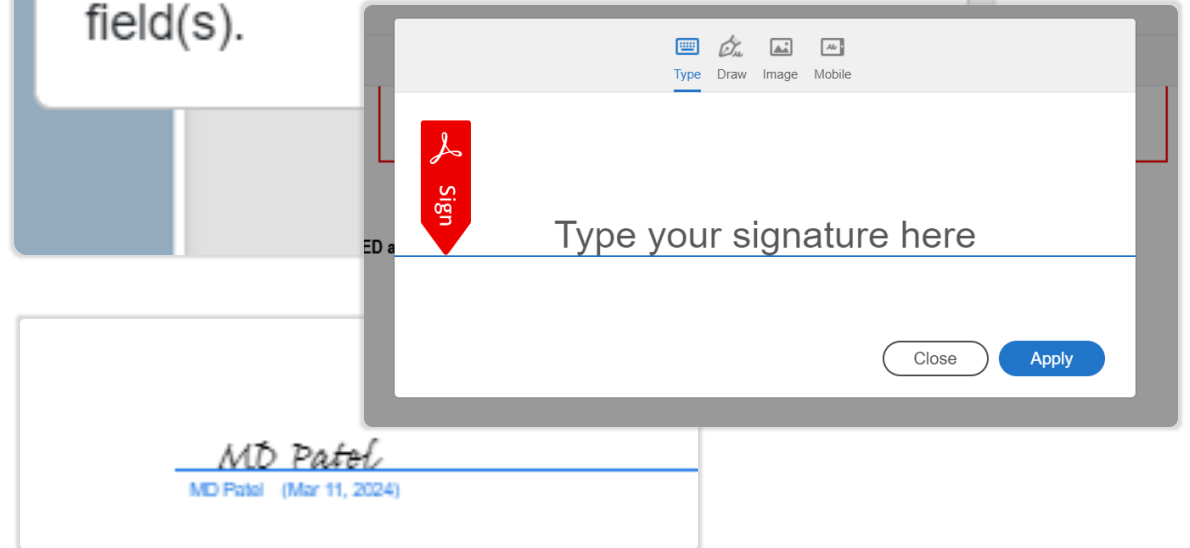 field(s).
Type Draw Image Mobile
Sign
ED a
Type your signature here
Close Apply
MD Patel
MD Patel (Mar 11, 2024)